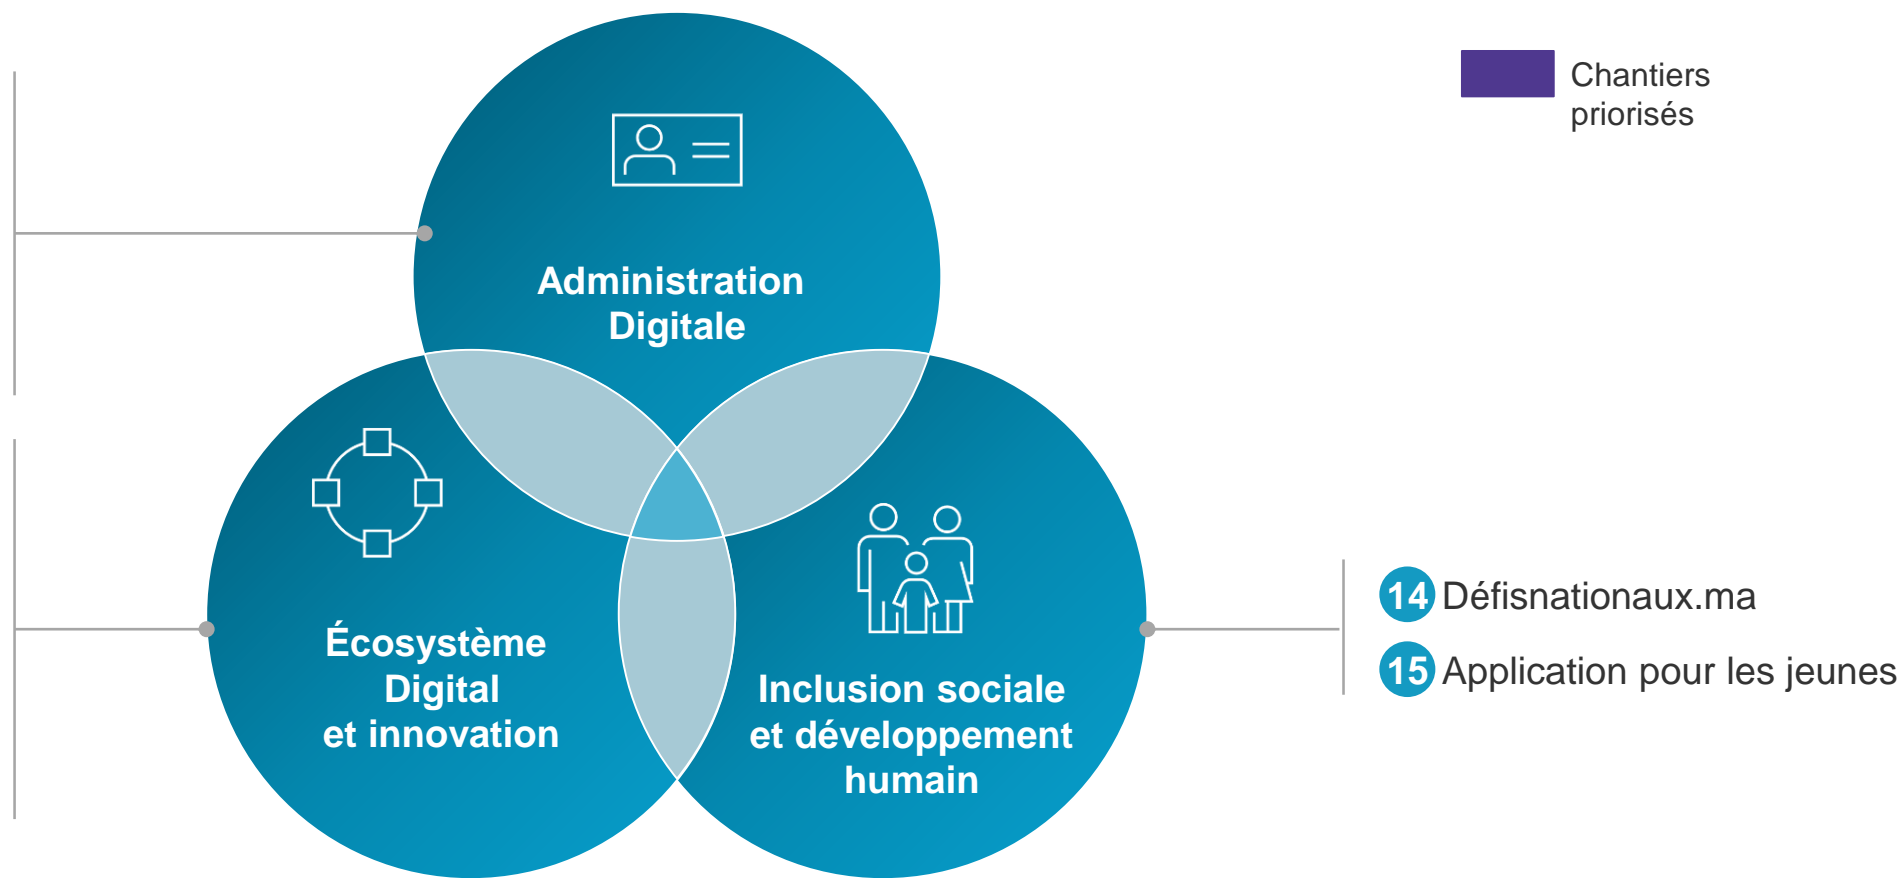 Chantiers
priorisés
Administration
Digitale
Écosystème
Digital
et innovation
Inclusion sociale
et développement
humain
14 Défisnationaux.ma
15 Application pour les jeunes